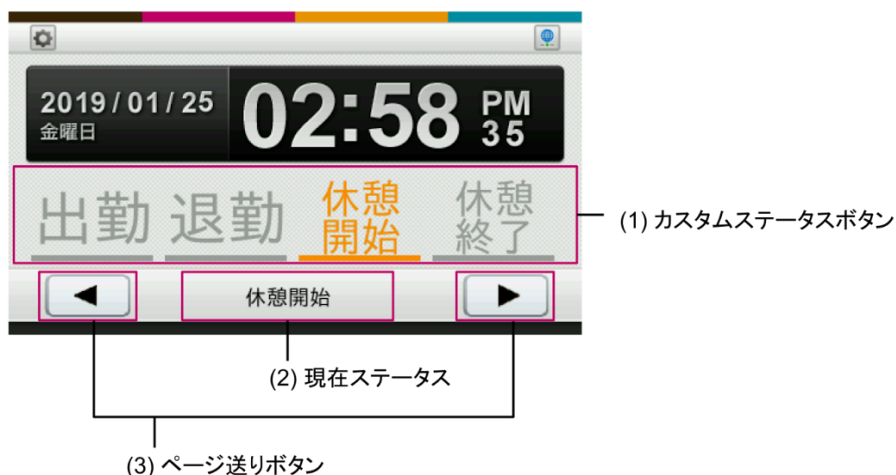 2019/01/25
金曜日
02:58 PM 35
出勤 退勤 休憩開始 休憩終了
(1) カスタムステータスボタン
◀ 休憩開始 ▶
(2) 現在ステータス
(3) ページ送りボタン